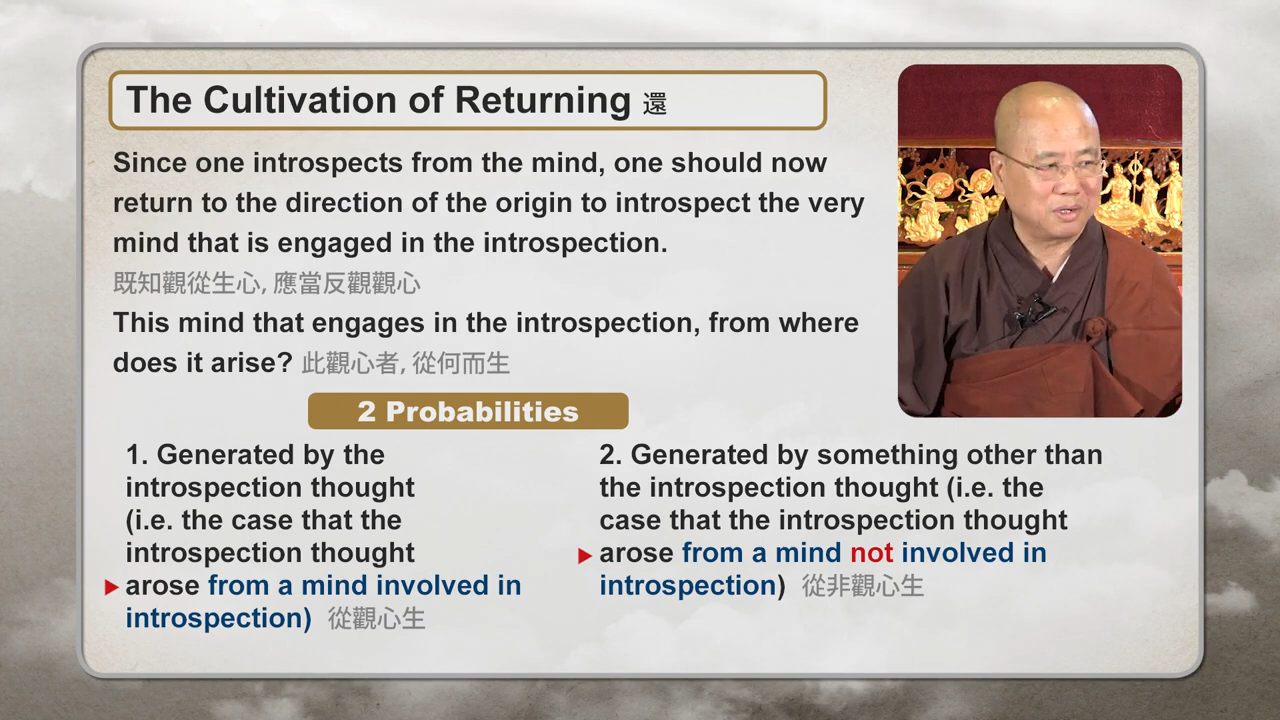 The Cultivation of Returning 還
Since one introspects from the mind, one should now
return to the direction of the origin to introspect the very
mind that is engaged in the introspection.
既知觀從生心, 應當反觀觀心
This mind that engages in the introspection, from where
does it arise? 此觀心者, 從何而生
2 Probabilities
1. Generated by the
introspection thought
(i.e. the case that the
introspection thought
arose from a mind involved in
introspection) 從觀心生
2. Generated by something other than
the introspection thought (i.e. the
case that the introspection thought
arose from a mind not involved in
introspection) 從非觀心生